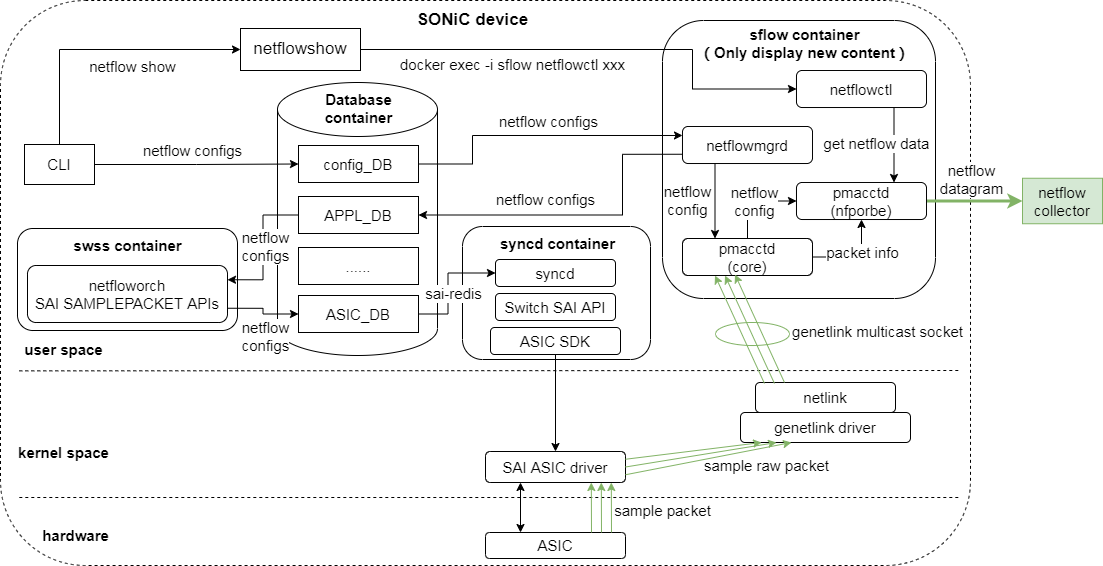 SONiC device
netflowshow
netflow show
docker exec -i sflow netflowctl xxx
sflow container
( Only display new content )
netflowctl
get netflow data
Database
container
CLI
netflow configs
config_DB
netflow configs
netflowmgrd
netflow
config
netflow
config
pmacctd
(nfporbe)
netflow
datagram
netflow
collector
APPL_DB
netflow configs
netflow
configs
swss container
netfloworch
SAI SAMPLEPACKET APIs
netflow
configs
......
ASIC_DB
sai-redis
syncd container
syncd
Switch SAI API
ASIC SDK
pmacctd
(core)
packet info
genetlink multicast socket
user space
netlink
genetlink driver
kernel space
SAI ASIC driver
sample raw packet
sample packet
hardware
ASIC